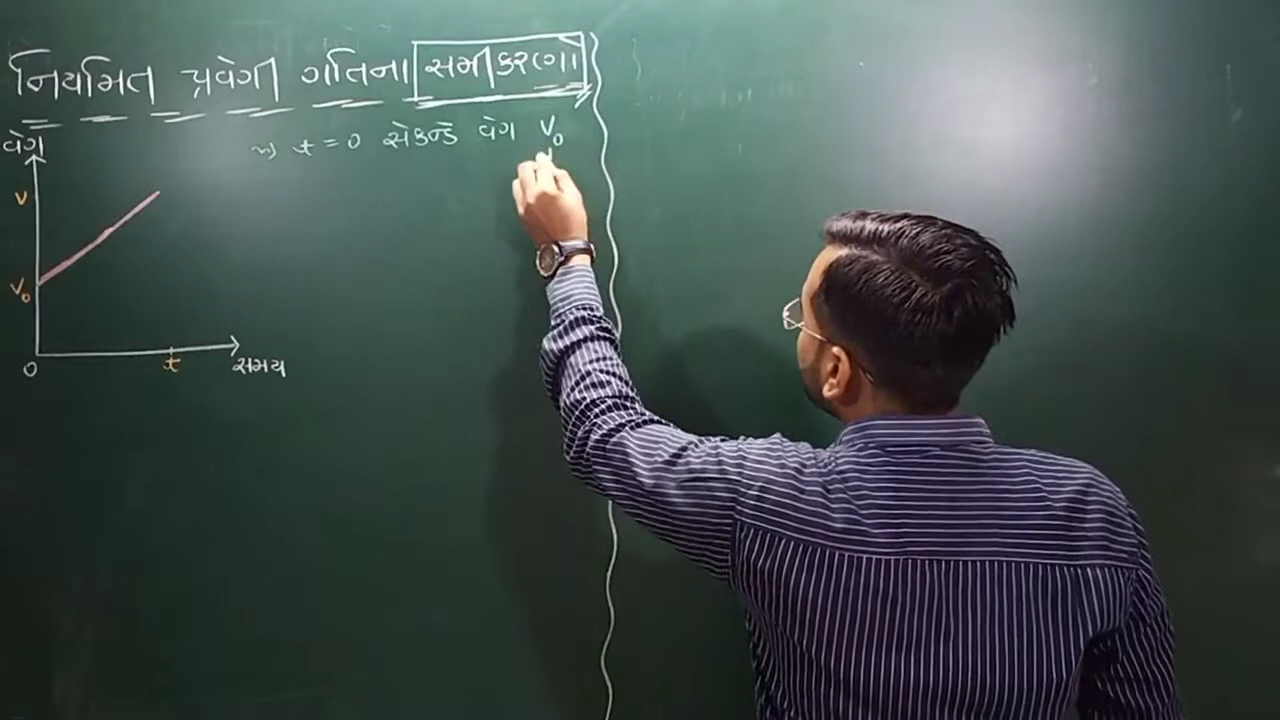 નિયમિત પ્રવેગી ગતિના સમીકરણો
t = 0 સેકન્ડે વેગ V₀
વેગ
V
V₀
0
t
સમય